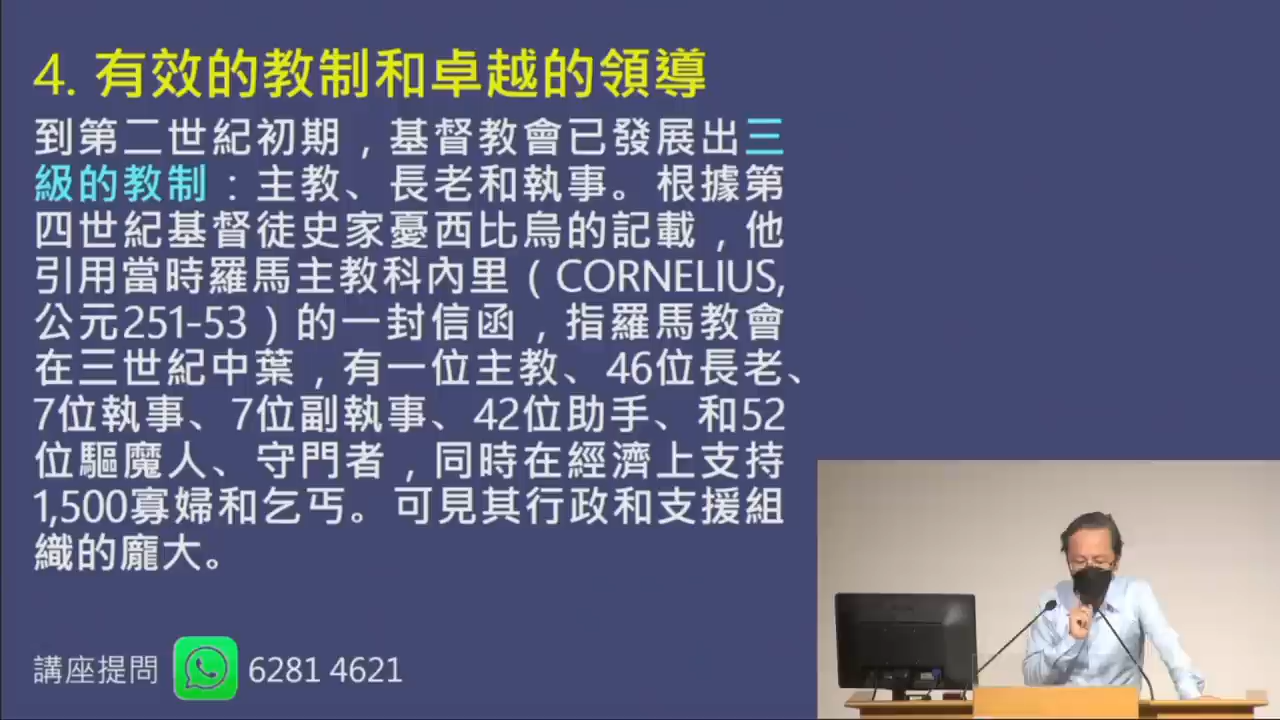 4. 有效的教制和卓越的領導
到第二世紀初期，基督教會已發展出三
級的教制：主教、長老和執事。根據第
四世紀基督徒史家憂西比烏的記載，他
引用當時羅馬主教科內里（CORNELIUS,
公元251-53）的一封信函，指羅馬教會
在三世紀中葉，有一位主教、46位長老、
7位執事、7位副執事、42位助手、和52
位驅魔人、守門者，同時在經濟上支持
1,500寡婦和乞丐。可見其行政和支援組
織的龐大。
講座提問 6281 4621